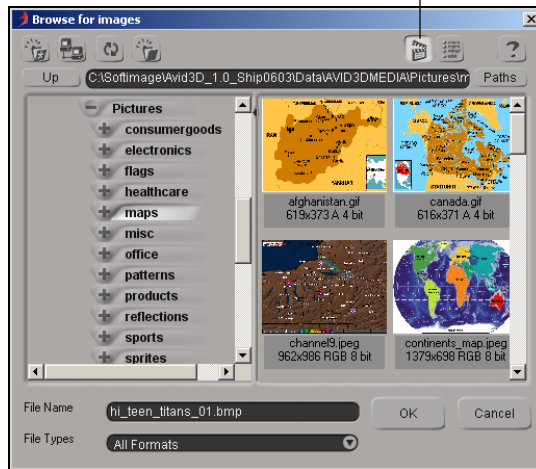 Browse for images
Up
C:\Softimage\Avid3D_1.0_Ship0603\Data\AVID3DMEDIA\Pictures\m
Paths
Pictures
consumergoods
electronics
flags
healthcare
maps
misc
office
patterns
products
reflections
sports
sprites
afghanistan.gif
619x373 A 4 bit
canada.gif
616x371 A 4 bit
channel9.jpeg
962x986 RGB 8 bit
continents_map.jpeg
1379x698 RGB 8 bit
File Name
hi_teen_titans_01.bmp
OK
Cancel
File Types
All Formats